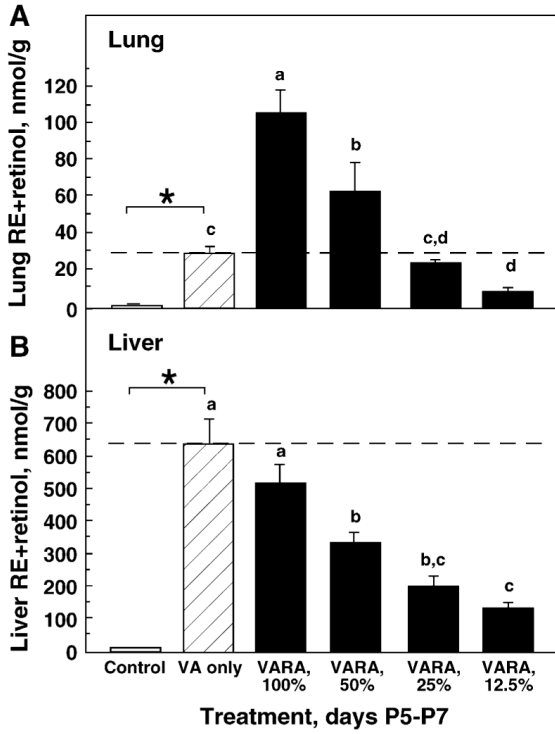 A
Lung
Lung RE+retinol, nmol/g
120
100
80
60
40
20
0
*
c
a
b
c,d
d
B
Liver
Liver RE+retinol, nmol/g
800
700
600
500
400
300
200
100
0
*
a
a
b
b,c
c
Control
VA only
VARA,
100%
VARA,
50%
VARA,
25%
VARA,
12.5%
Treatment, days P5-P7